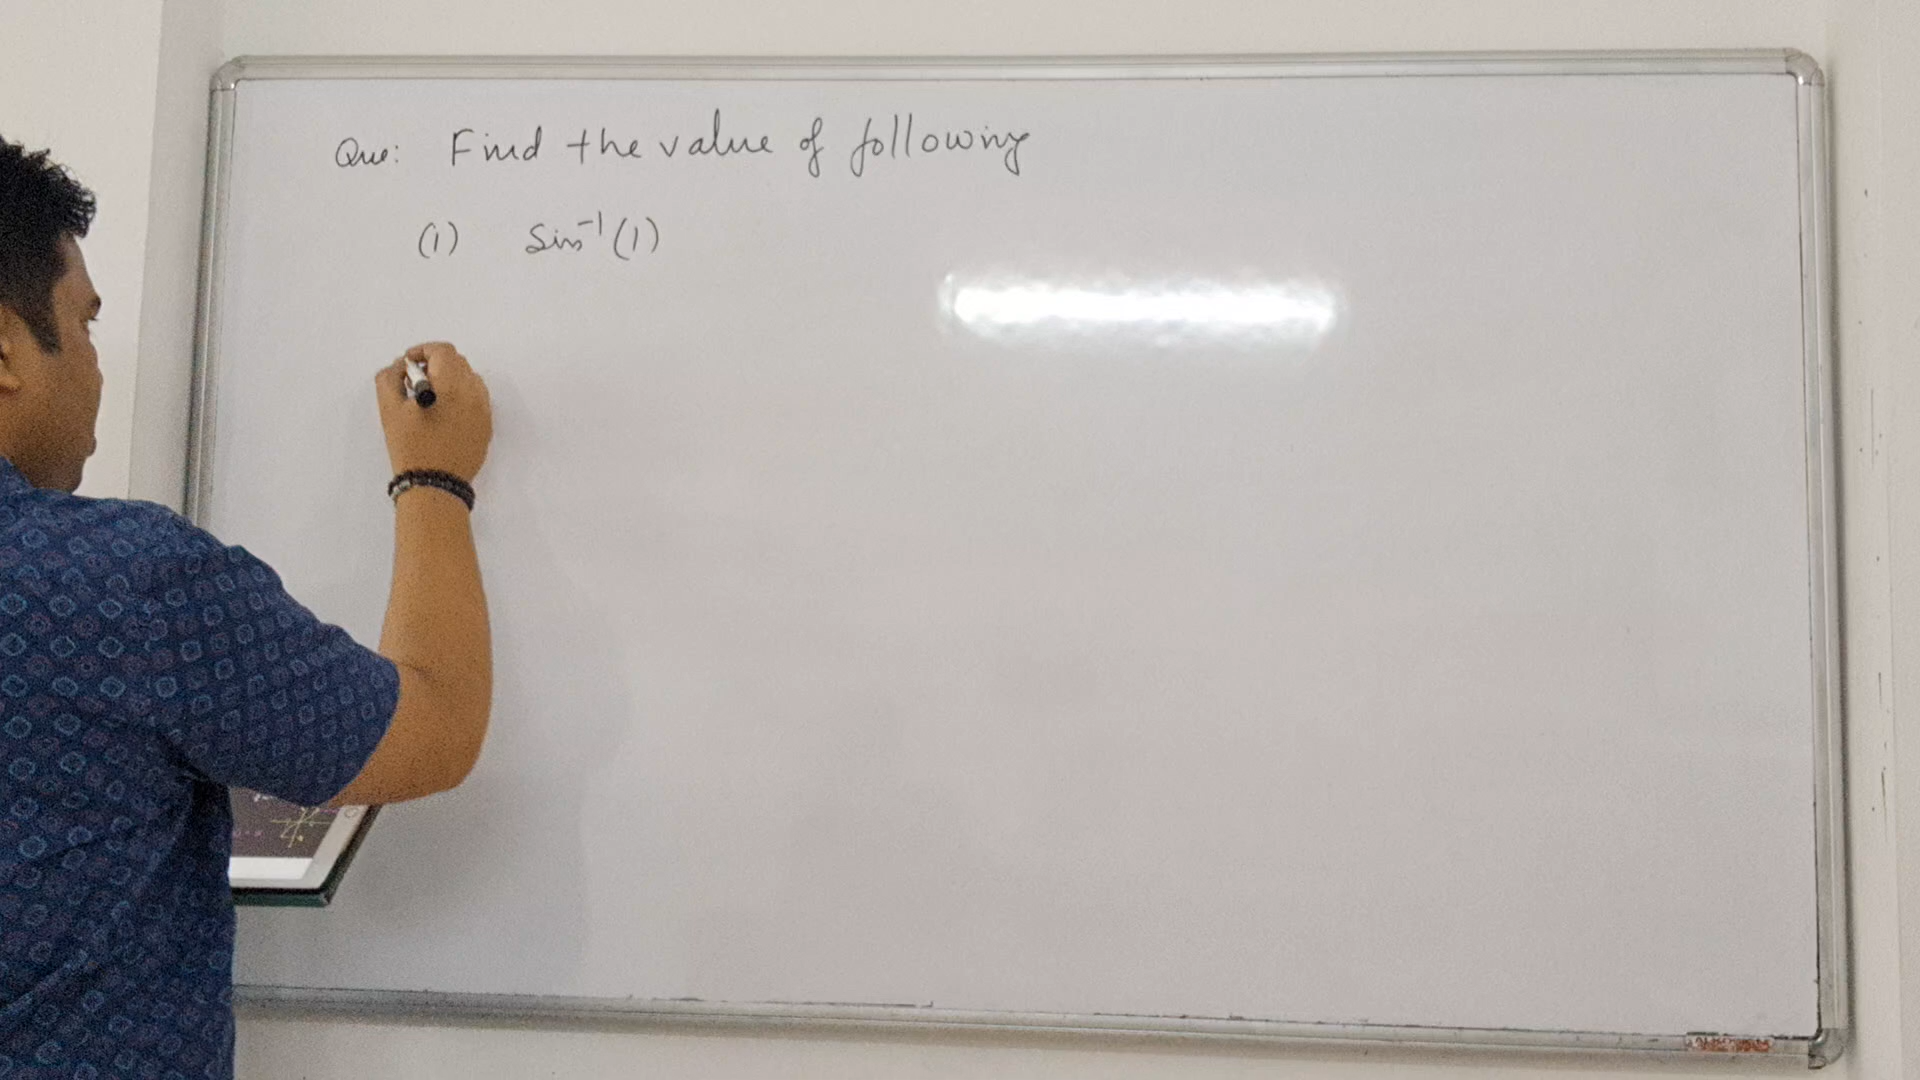 Que: Find the value of following
(1) Sin⁻¹(1)